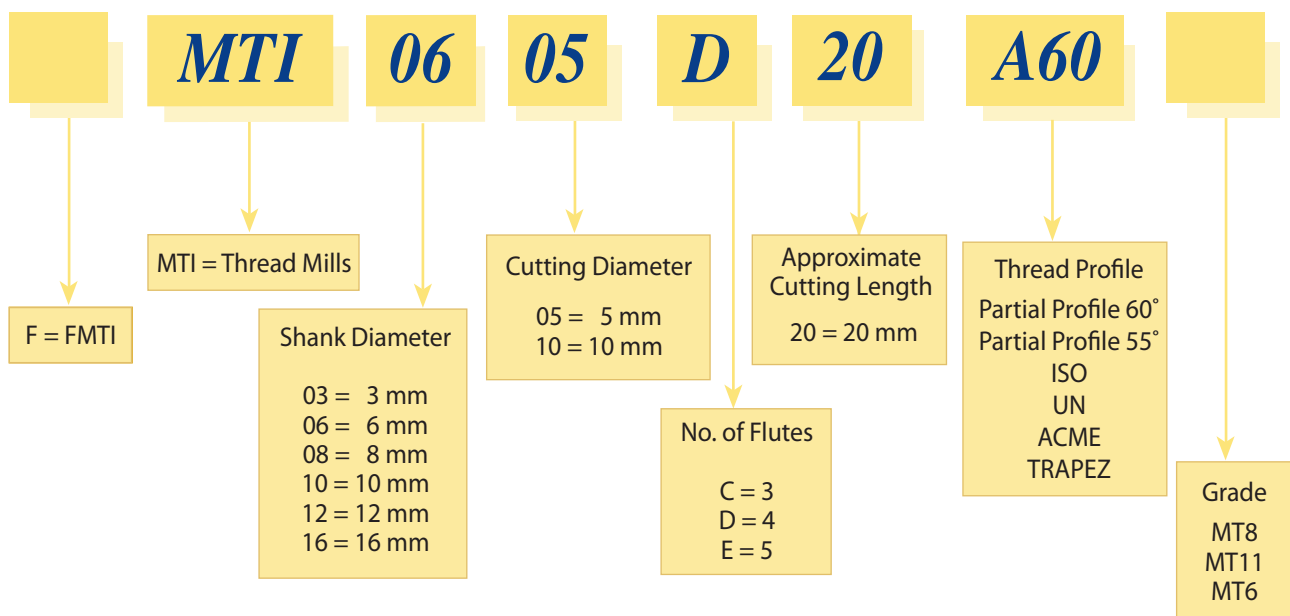 MTI 06 05 D 20 A60
F = FMTI
MTI = Thread Mills
Shank Diameter
03 = 3 mm
06 = 6 mm
08 = 8 mm
10 = 10 mm
12 = 12 mm
16 = 16 mm
Cutting Diameter
05 = 5 mm
10 = 10 mm
No. of Flutes
C = 3
D = 4
E = 5
Approximate
Cutting Length
20 = 20 mm
Thread Profile
Partial Profile 60°
Partial Profile 55°
ISO
UN
ACME
TRAPEZ
Grade
MT8
MT11
MT6